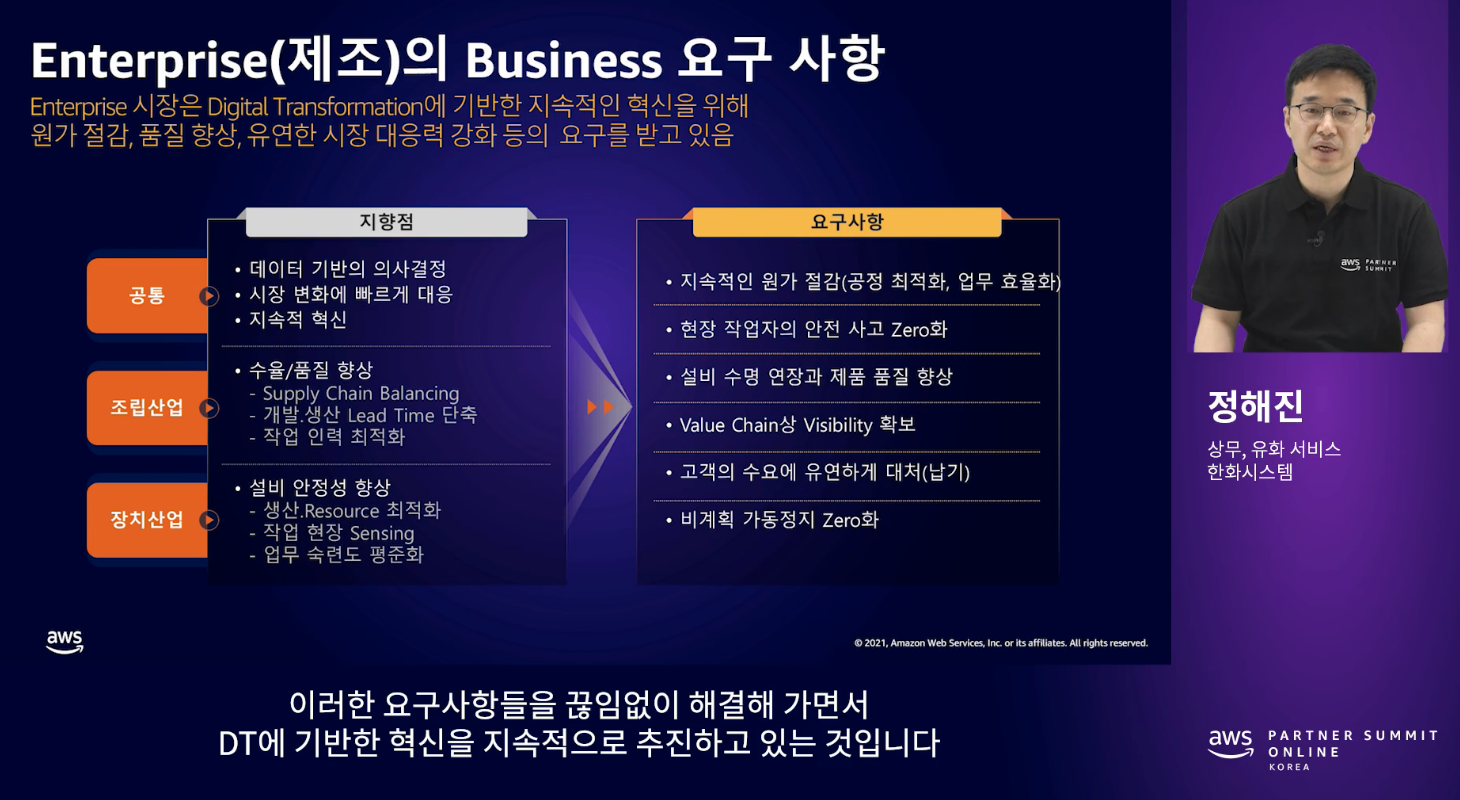 Enterprise(제조)의 Business 요구 사항
Enterprise 시장은 Digital Transformation에 기반한 지속적인 혁신을 위해
원가 절감, 품질 향상, 유연한 시장 대응력 강화 등의 요구를 받고 있음
지향점
공통
• 데이터 기반의 의사결정
• 시장 변화에 빠르게 대응
• 지속적 혁신
조립산업
• 수율/품질 향상
- Supply Chain Balancing
- 개발.생산 Lead Time 단축
- 작업 인력 최적화
장치산업
• 설비 안정성 향상
- 생산.Resource 최적화
- 작업 현장 Sensing
- 업무 숙련도 평준화
요구사항
• 지속적인 원가 절감(공정 최적화, 업무 효율화)
• 현장 작업자의 안전 사고 Zero화
• 설비 수명 연장과 제품 품질 향상
• Value Chain상 Visibility 확보
• 고객의 수요에 유연하게 대처(납기)
• 비계획 가동정지 Zero화
aws
© 2021, Amazon Web Services, Inc. or its affiliates. All rights reserved.
aws PARTNER
SUMMIT
정해진
상무, 유화 서비스
한화시스템
이러한 요구사항들을 끊임없이 해결해 가면서
DT에 기반한 혁신을 지속적으로 추진하고 있는 것입니다
aws PARTNER SUMMIT
ONLINE
KOREA